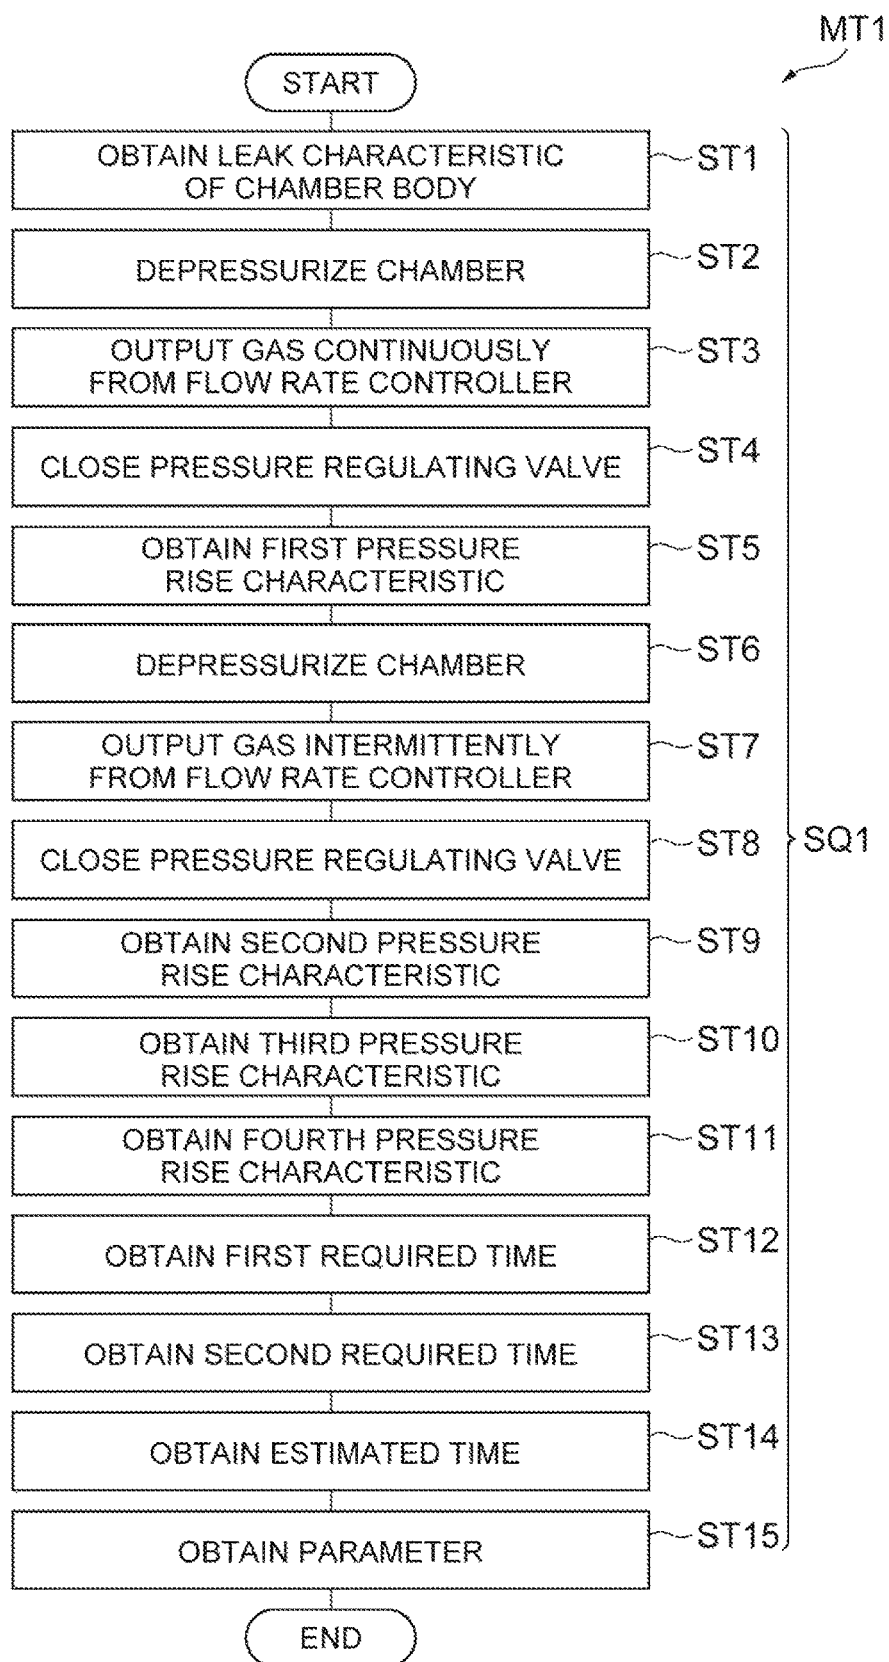 MT1
START
OBTAIN LEAK CHARACTERISTIC
OF CHAMBER BODY
ST1
DEPRESSURIZE CHAMBER
ST2
OUTPUT GAS CONTINUOUSLY
FROM FLOW RATE CONTROLLER
ST3
CLOSE PRESSURE REGULATING VALVE
ST4
OBTAIN FIRST PRESSURE
RISE CHARACTERISTIC
ST5
DEPRESSURIZE CHAMBER
ST6
OUTPUT GAS INTERMITTENTLY
FROM FLOW RATE CONTROLLER
ST7
CLOSE PRESSURE REGULATING VALVE
ST8
SQ1
OBTAIN SECOND PRESSURE
RISE CHARACTERISTIC
ST9
OBTAIN THIRD PRESSURE
RISE CHARACTERISTIC
ST10
OBTAIN FOURTH PRESSURE
RISE CHARACTERISTIC
ST11
OBTAIN FIRST REQUIRED TIME
ST12
OBTAIN SECOND REQUIRED TIME
ST13
OBTAIN ESTIMATED TIME
ST14
OBTAIN PARAMETER
ST15
END